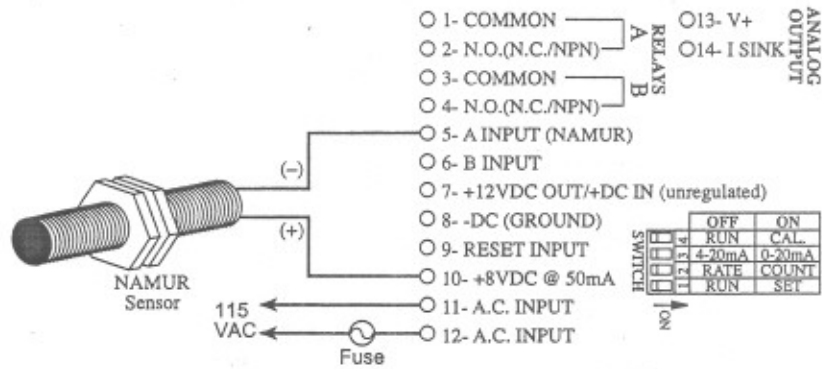 1- COMMON
2- N.O.(N.C./NPN)
3- COMMON
4- N.O.(N.C./NPN)
A
B
RELAYS
13- V+
14- I SINK
ANALOG
OUTPUT
5- A INPUT (NAMUR)
6- B INPUT
7- +12VDC OUT/+DC IN (unregulated)
8- -DC (GROUND)
9- RESET INPUT
10- +8VDC @ 50mA
11- A.C. INPUT
12- A.C. INPUT
(-)
(+)
NAMUR
Sensor
115
VAC
Fuse
SWITCH
OFF ON
4 RUN CAL.
3 4-20mA 0-20mA
2 RATE COUNT
1 RUN SET
ON